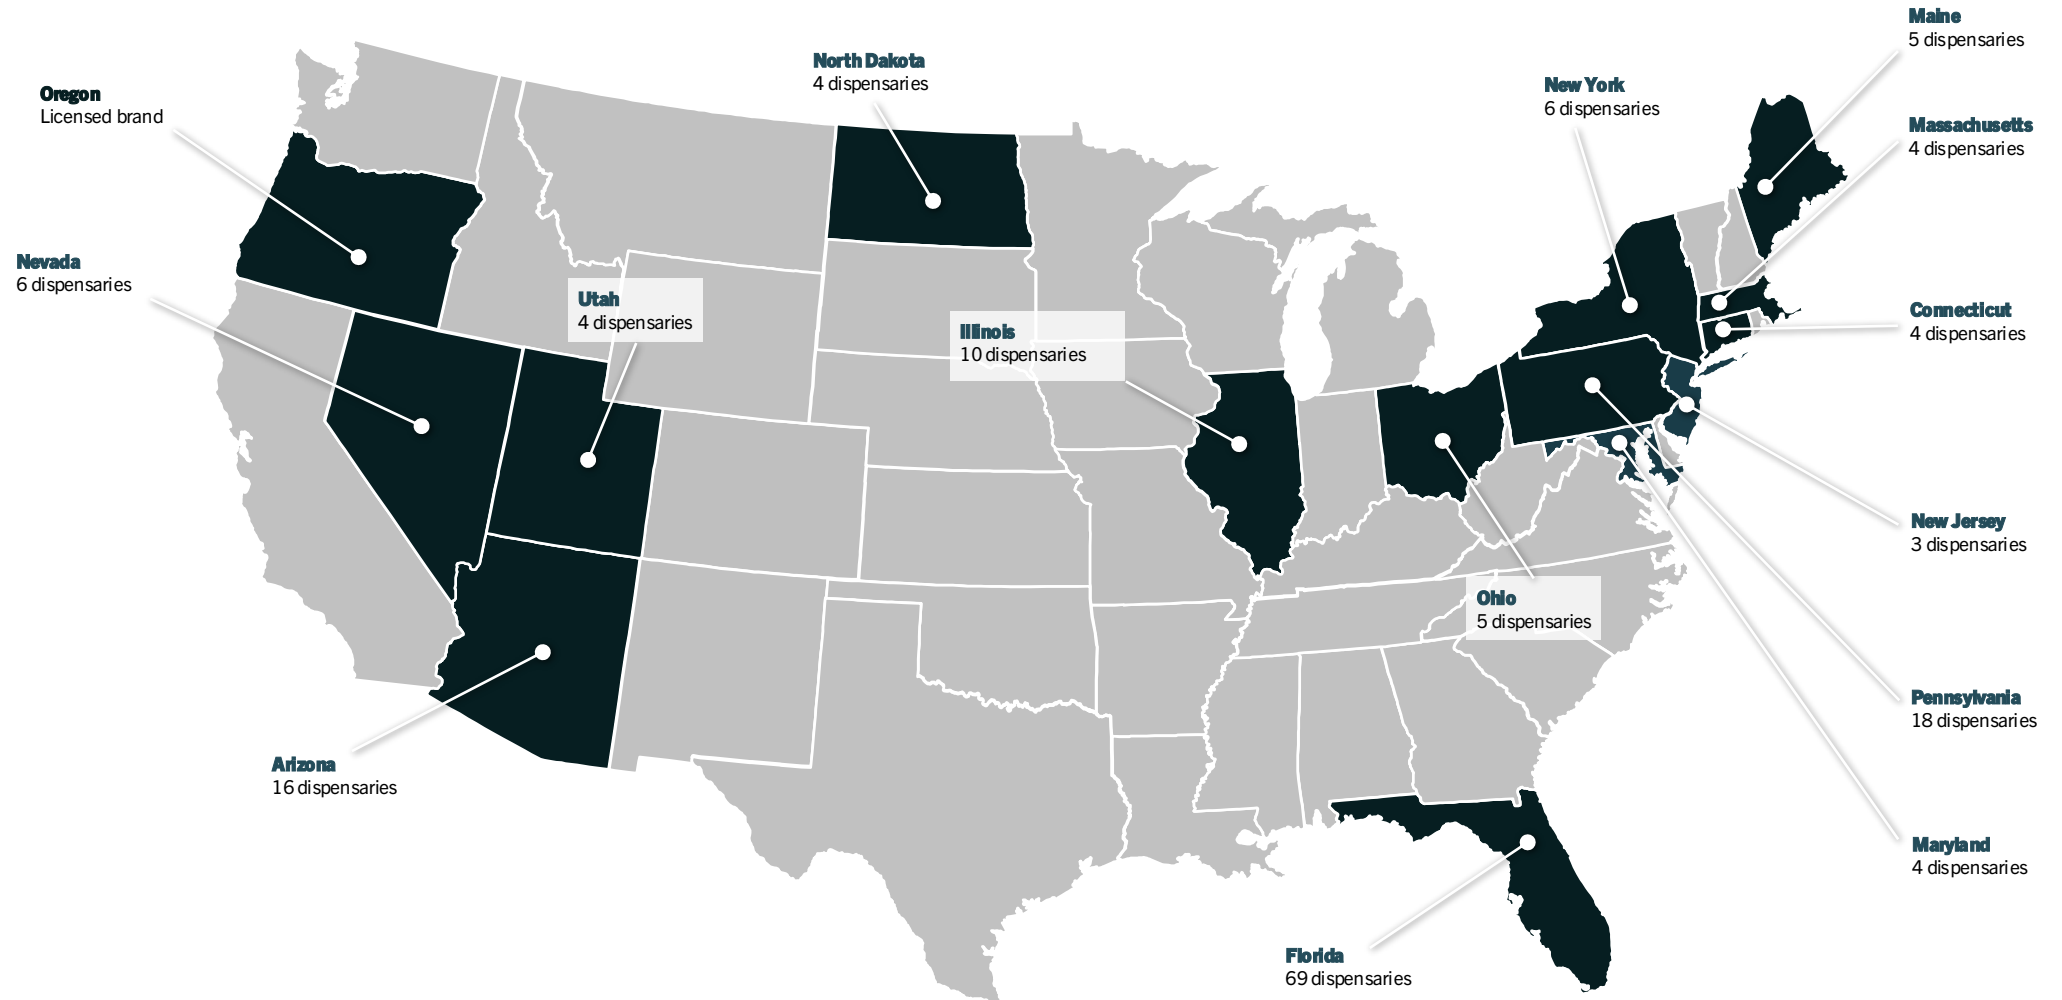 Maine
5 dispensaries
North Dakota
4 dispensaries
New York
6 dispensaries
Oregon
Licensed brand
Massachusetts
4 dispensaries
Nevada
6 dispensaries
Utah
4 dispensaries
Illinois
10 dispensaries
Connecticut
4 dispensaries
New Jersey
3 dispensaries
Ohio
5 dispensaries
Pennsylvania
18 dispensaries
Arizona
16 dispensaries
Maryland
4 dispensaries
Florida
69 dispensaries